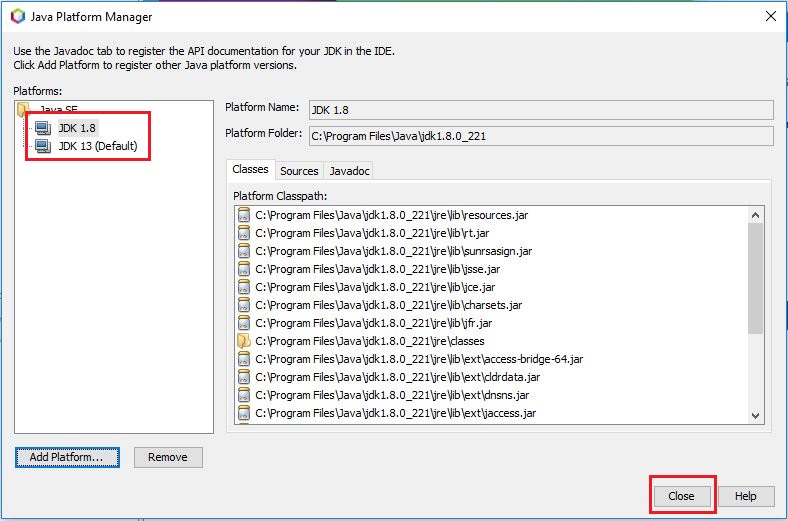 Java Platform Manager
Use the Javadoc tab to register the API documentation for your JDK in the IDE.
Click Add Platform to register other Java platform versions.
Platforms:
Java SE
JDK 1.8
JDK 13 (Default)
Platform Name: JDK 1.8
Platform Folder: C:\Program Files\Java\jdk1.8.0_221
Classes Sources Javadoc
Platform Classpath:
C:\Program Files\Java\jdk1.8.0_221\jre\lib\resources.jar
C:\Program Files\Java\jdk1.8.0_221\jre\lib\rt.jar
C:\Program Files\Java\jdk1.8.0_221\jre\lib\sunrsasign.jar
C:\Program Files\Java\jdk1.8.0_221\jre\lib\jsse.jar
C:\Program Files\Java\jdk1.8.0_221\jre\lib\jce.jar
C:\Program Files\Java\jdk1.8.0_221\jre\lib\charsets.jar
C:\Program Files\Java\jdk1.8.0_221\jre\lib\jfr.jar
C:\Program Files\Java\jdk1.8.0_221\jre\classes
C:\Program Files\Java\jdk1.8.0_221\jre\lib\ext\access-bridge-64.jar
C:\Program Files\Java\jdk1.8.0_221\jre\lib\ext\cldrdata.jar
C:\Program Files\Java\jdk1.8.0_221\jre\lib\ext\dnsns.jar
C:\Program Files\Java\jdk1.8.0_221\jre\lib\ext\jaccess.jar
Add Platform... Remove
Close Help